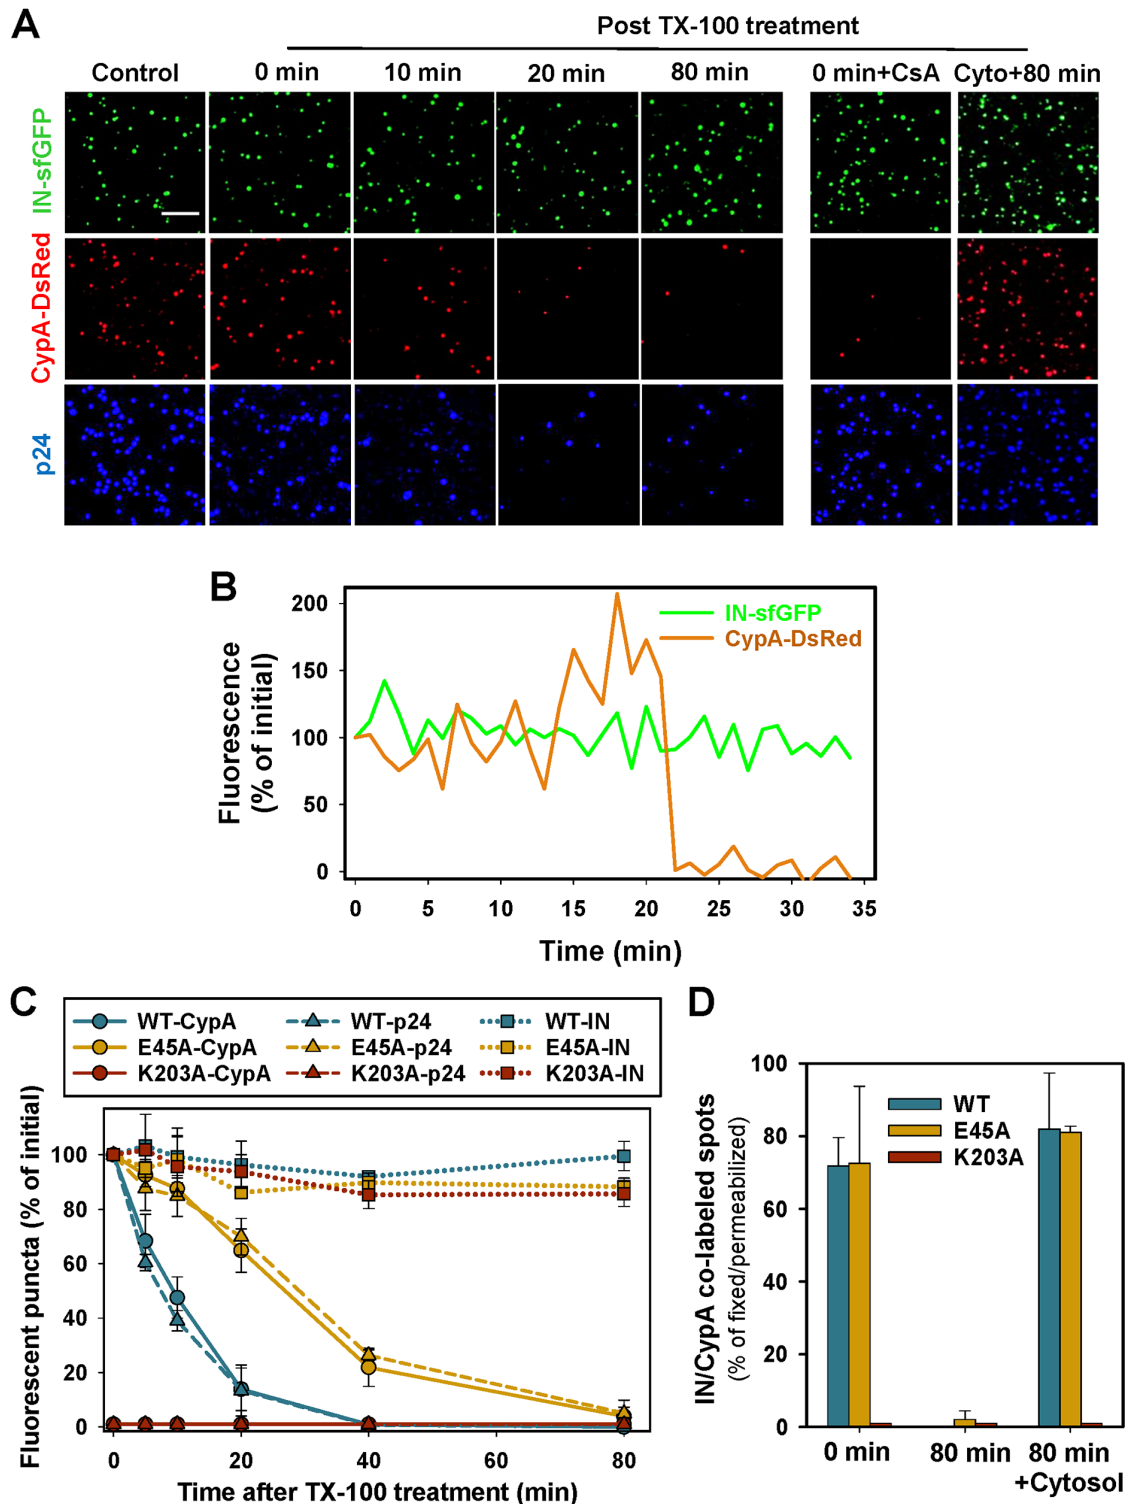 A
Post TX-100 treatment
Control
0 min
10 min
20 min
80 min
0 min+CsA
Cyto+80 min
IN-sfGFP
CypA-DsRed
p24
B
Fluorescence
(% of initial)
200
150
100
50
0
IN-sfGFP
CypA-DsRed
0 5 10 15 20 25 30 35
Time (min)
C
WT-CypA WT-p24 WT-IN
E45A-CypA E45A-p24 E45A-IN
K203A-CypA K203A-p24 K203A-IN
Fluorescent puncta (% of initial)
100
80
60
40
20
0
0 20 40 60 80
Time after TX-100 treatment (min)
D
IN/CypA co-labeled spots
(% of fixed/permeabilized)
100
80
60
40
20
0
WT
E45A
K203A
0 min 80 min 80 min
+Cytosol